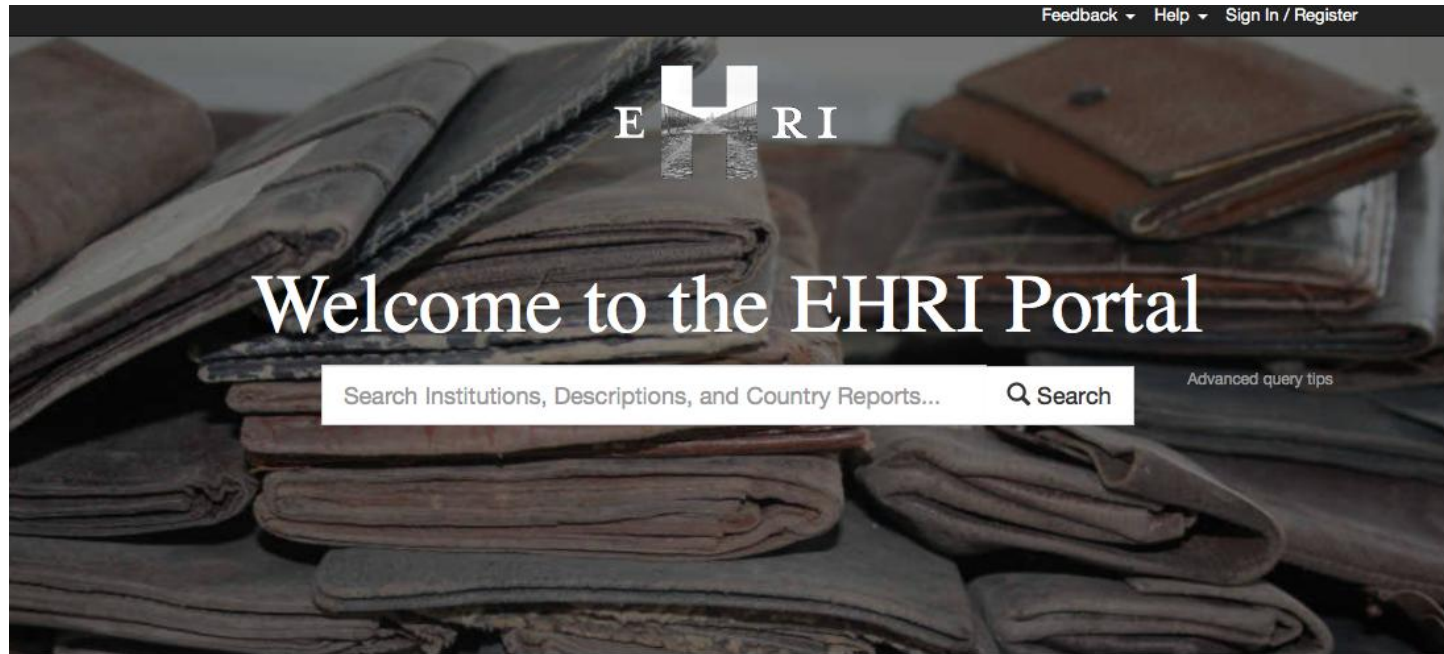 Feedback Help Sign In / Register
EHRI
Welcome to the EHRI Portal
Search Institutions, Descriptions, and Country Reports... Search
Advanced query tips